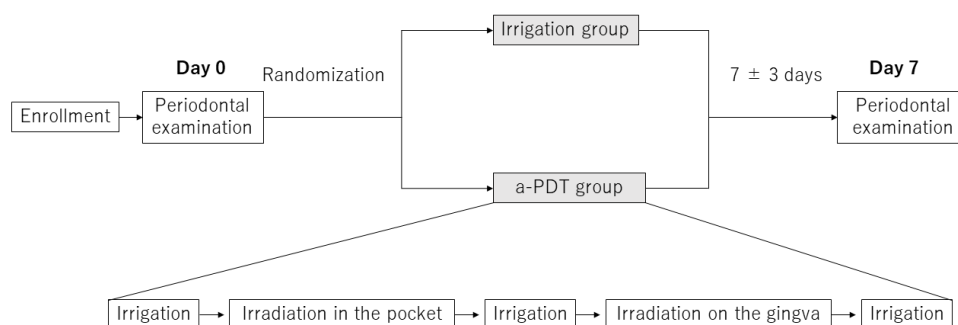 Irrigation group
Day 0
Randomization
7 ± 3 days
Day 7
Enrollment
Periodontal
examination
Periodontal
examination
a-PDT group
Irrigation
Irradiation in the pocket
Irrigation
Irradiation on the gingva
Irrigation